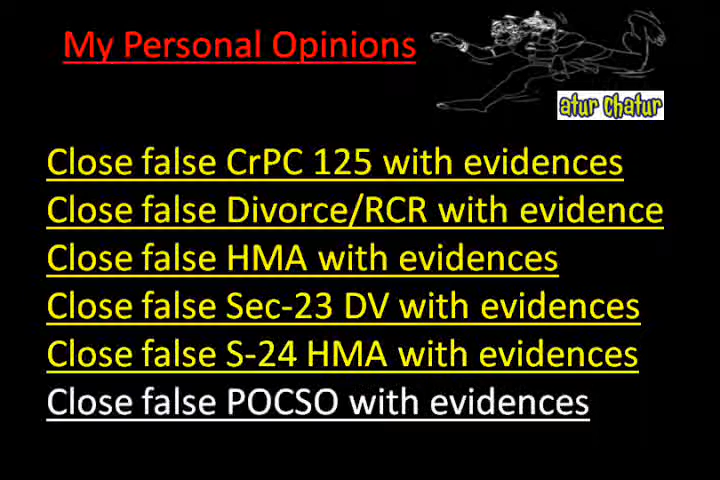 My Personal Opinions
atur chatur
Close false CrPC 125 with evidences
Close false Divorce/RCR with evidence
Close false HMA with evidences
Close false Sec-23 DV with evidences
Close false S-24 HMA with evidences
Close false POCSO with evidences